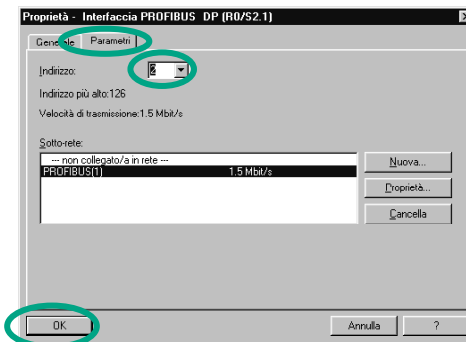 Proprietà - Interfaccia PROFIBUS DP (R0/S2.1)
Generale Parametri
Indirizzo: 2
Indirizzo più alto:126
Velocità di trasmissione:1.5 Mbit/s
Sotto-rete:
--- non collegato/a in rete ---
PROFIBUS(1) 1.5 Mbit/s
Nuova...
Proprietà...
Cancella
OK Annulla ?